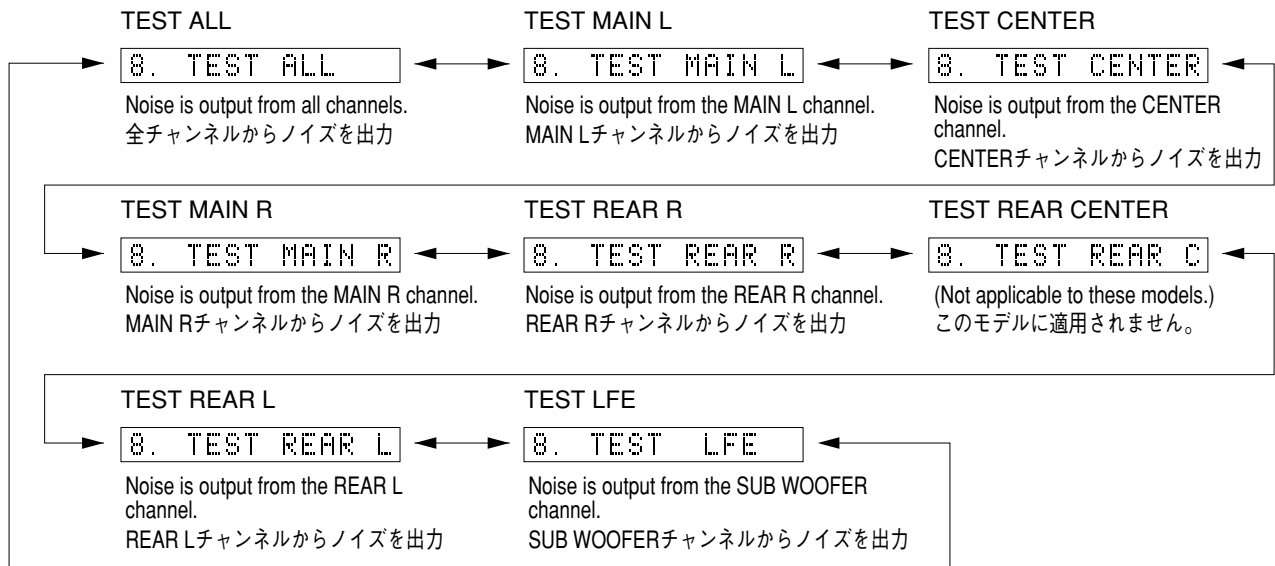 TEST ALL
8. TEST ALL
Noise is output from all channels.
全チャンネルからノイズを出力
TEST MAIN L
8. TEST MAIN L
Noise is output from the MAIN L channel.
MAIN Lチャンネルからノイズを出力
TEST CENTER
8. TEST CENTER
Noise is output from the CENTER
channel.
CENTERチャンネルからノイズを出力
TEST MAIN R
8. TEST MAIN R
Noise is output from the MAIN R channel.
MAIN Rチャンネルからノイズを出力
TEST REAR R
8. TEST REAR R
Noise is output from the REAR R channel.
REAR Rチャンネルからノイズを出力
TEST REAR CENTER
8. TEST REAR C
(Not applicable to these models.)
このモデルに適用されません。
TEST REAR L
8. TEST REAR L
Noise is output from the REAR L
channel.
REAR Lチャンネルからノイズを出力
TEST LFE
8. TEST LFE
Noise is output from the SUB WOOFER
channel.
SUB WOOFERチャンネルからノイズを出力